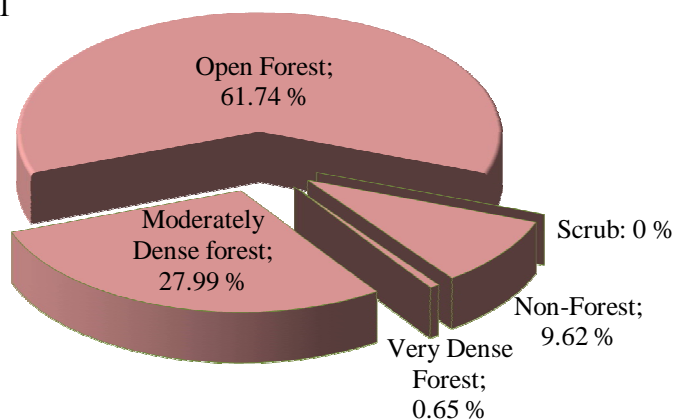 Open Forest;
61.74 %
Moderately
Dense forest;
27.99 %
Scrub: 0 %
Non-Forest;
9.62 %
Very Dense
Forest;
0.65 %